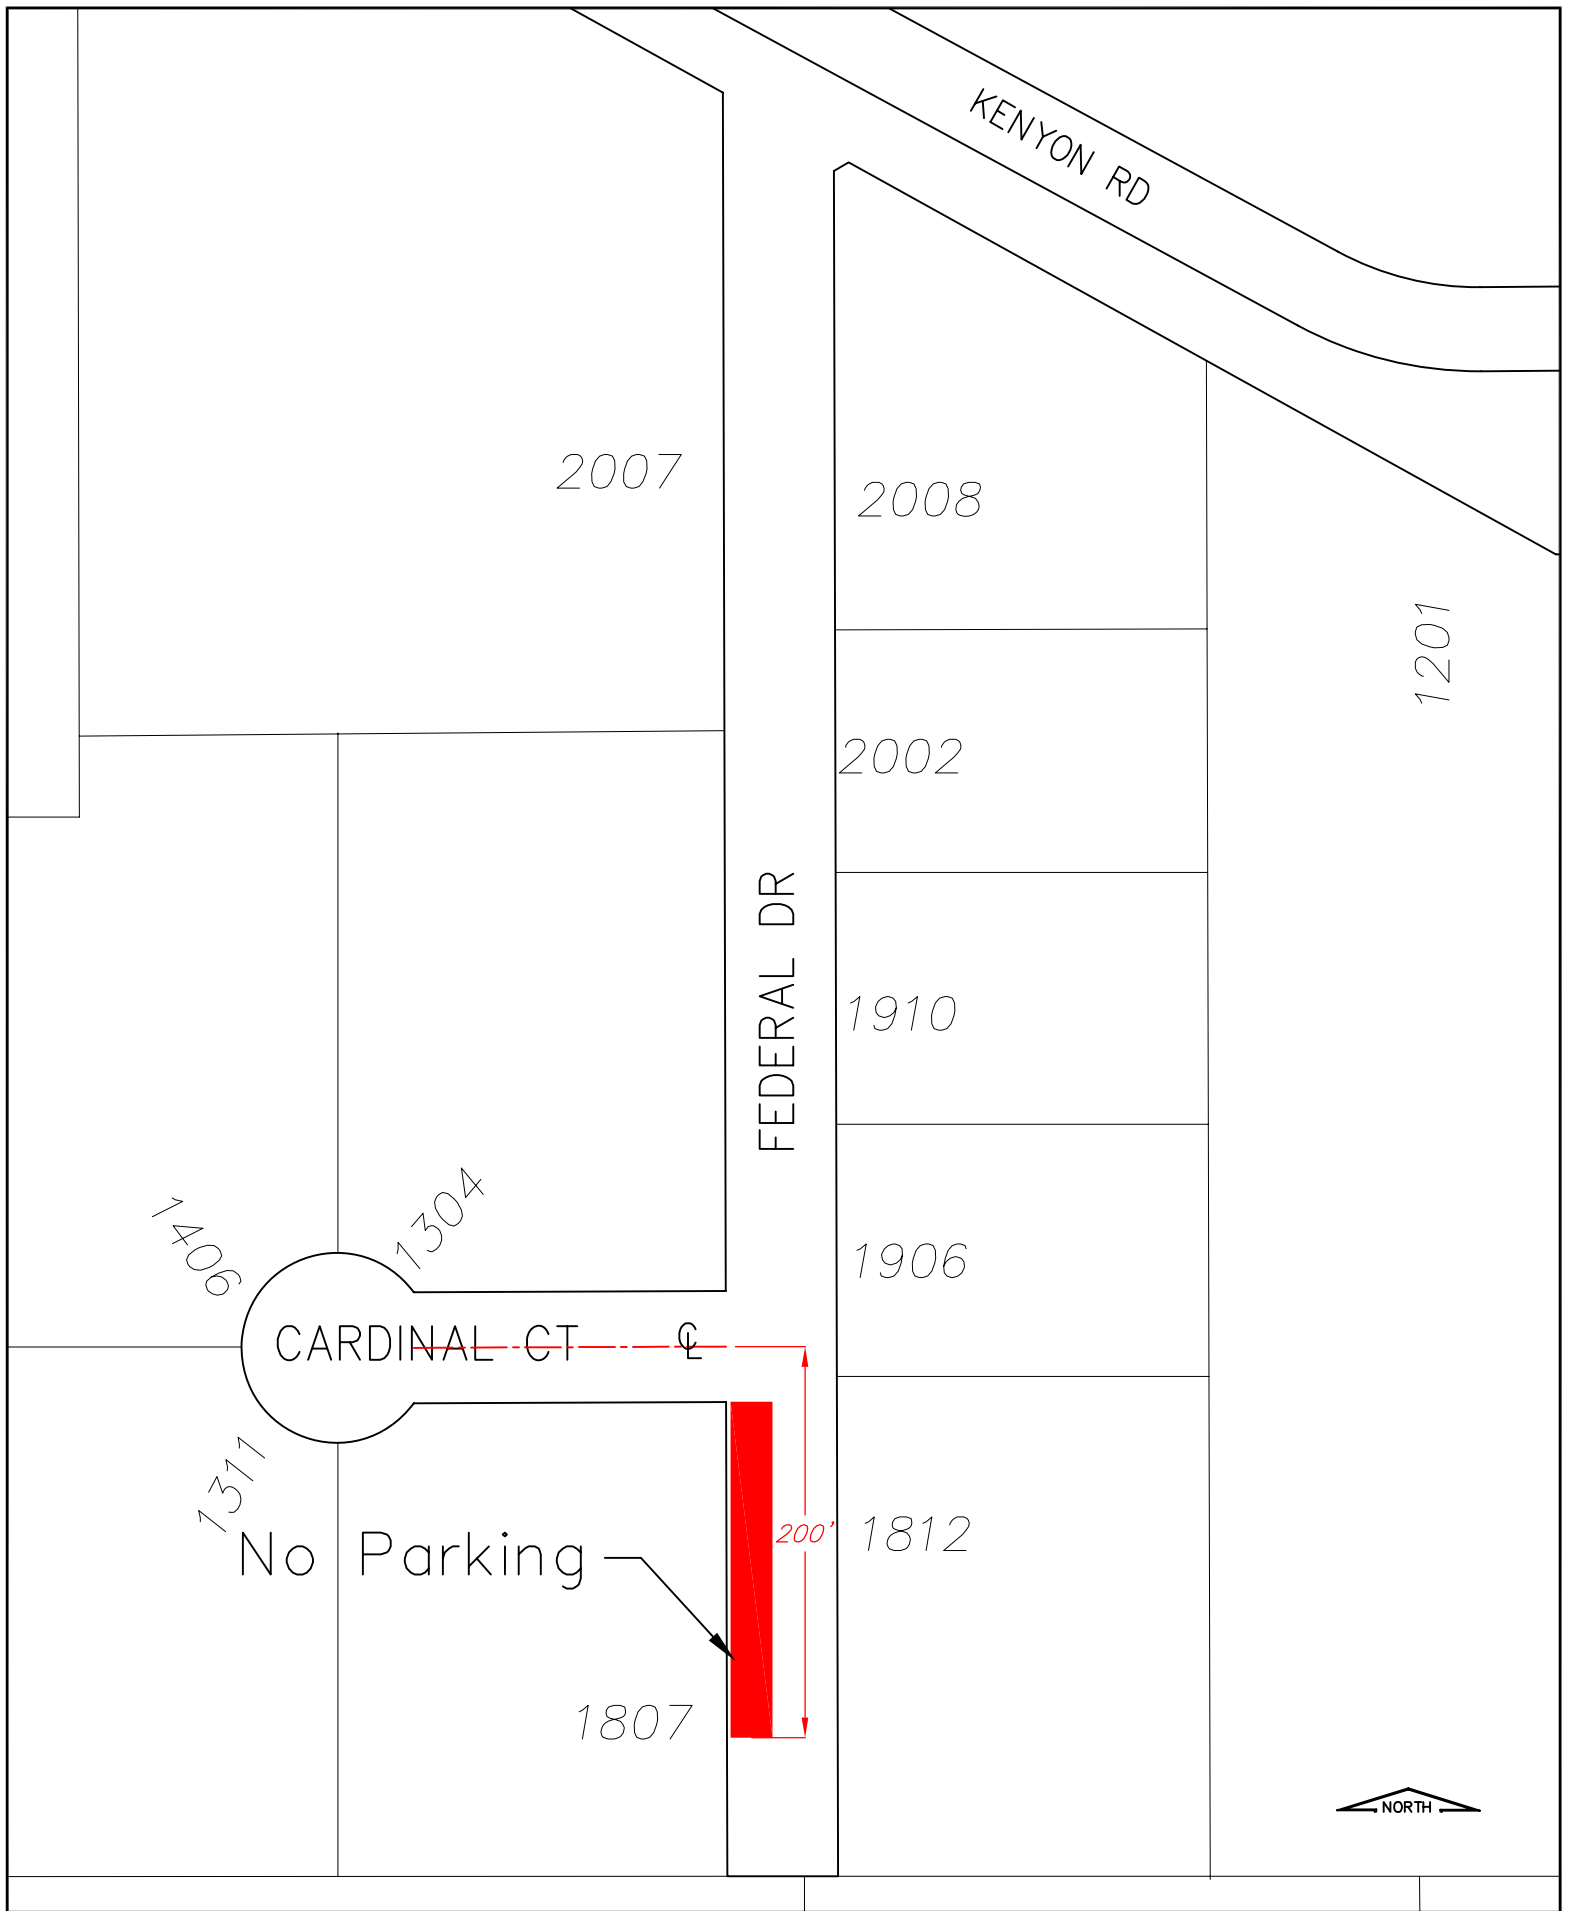 KENYON RD
2007
2008
1201
2002
FEDERAL DR
1910
1304
1406
1906
CARDINAL CT
℄
1311
200'
1812
No Parking
1807
NORTH